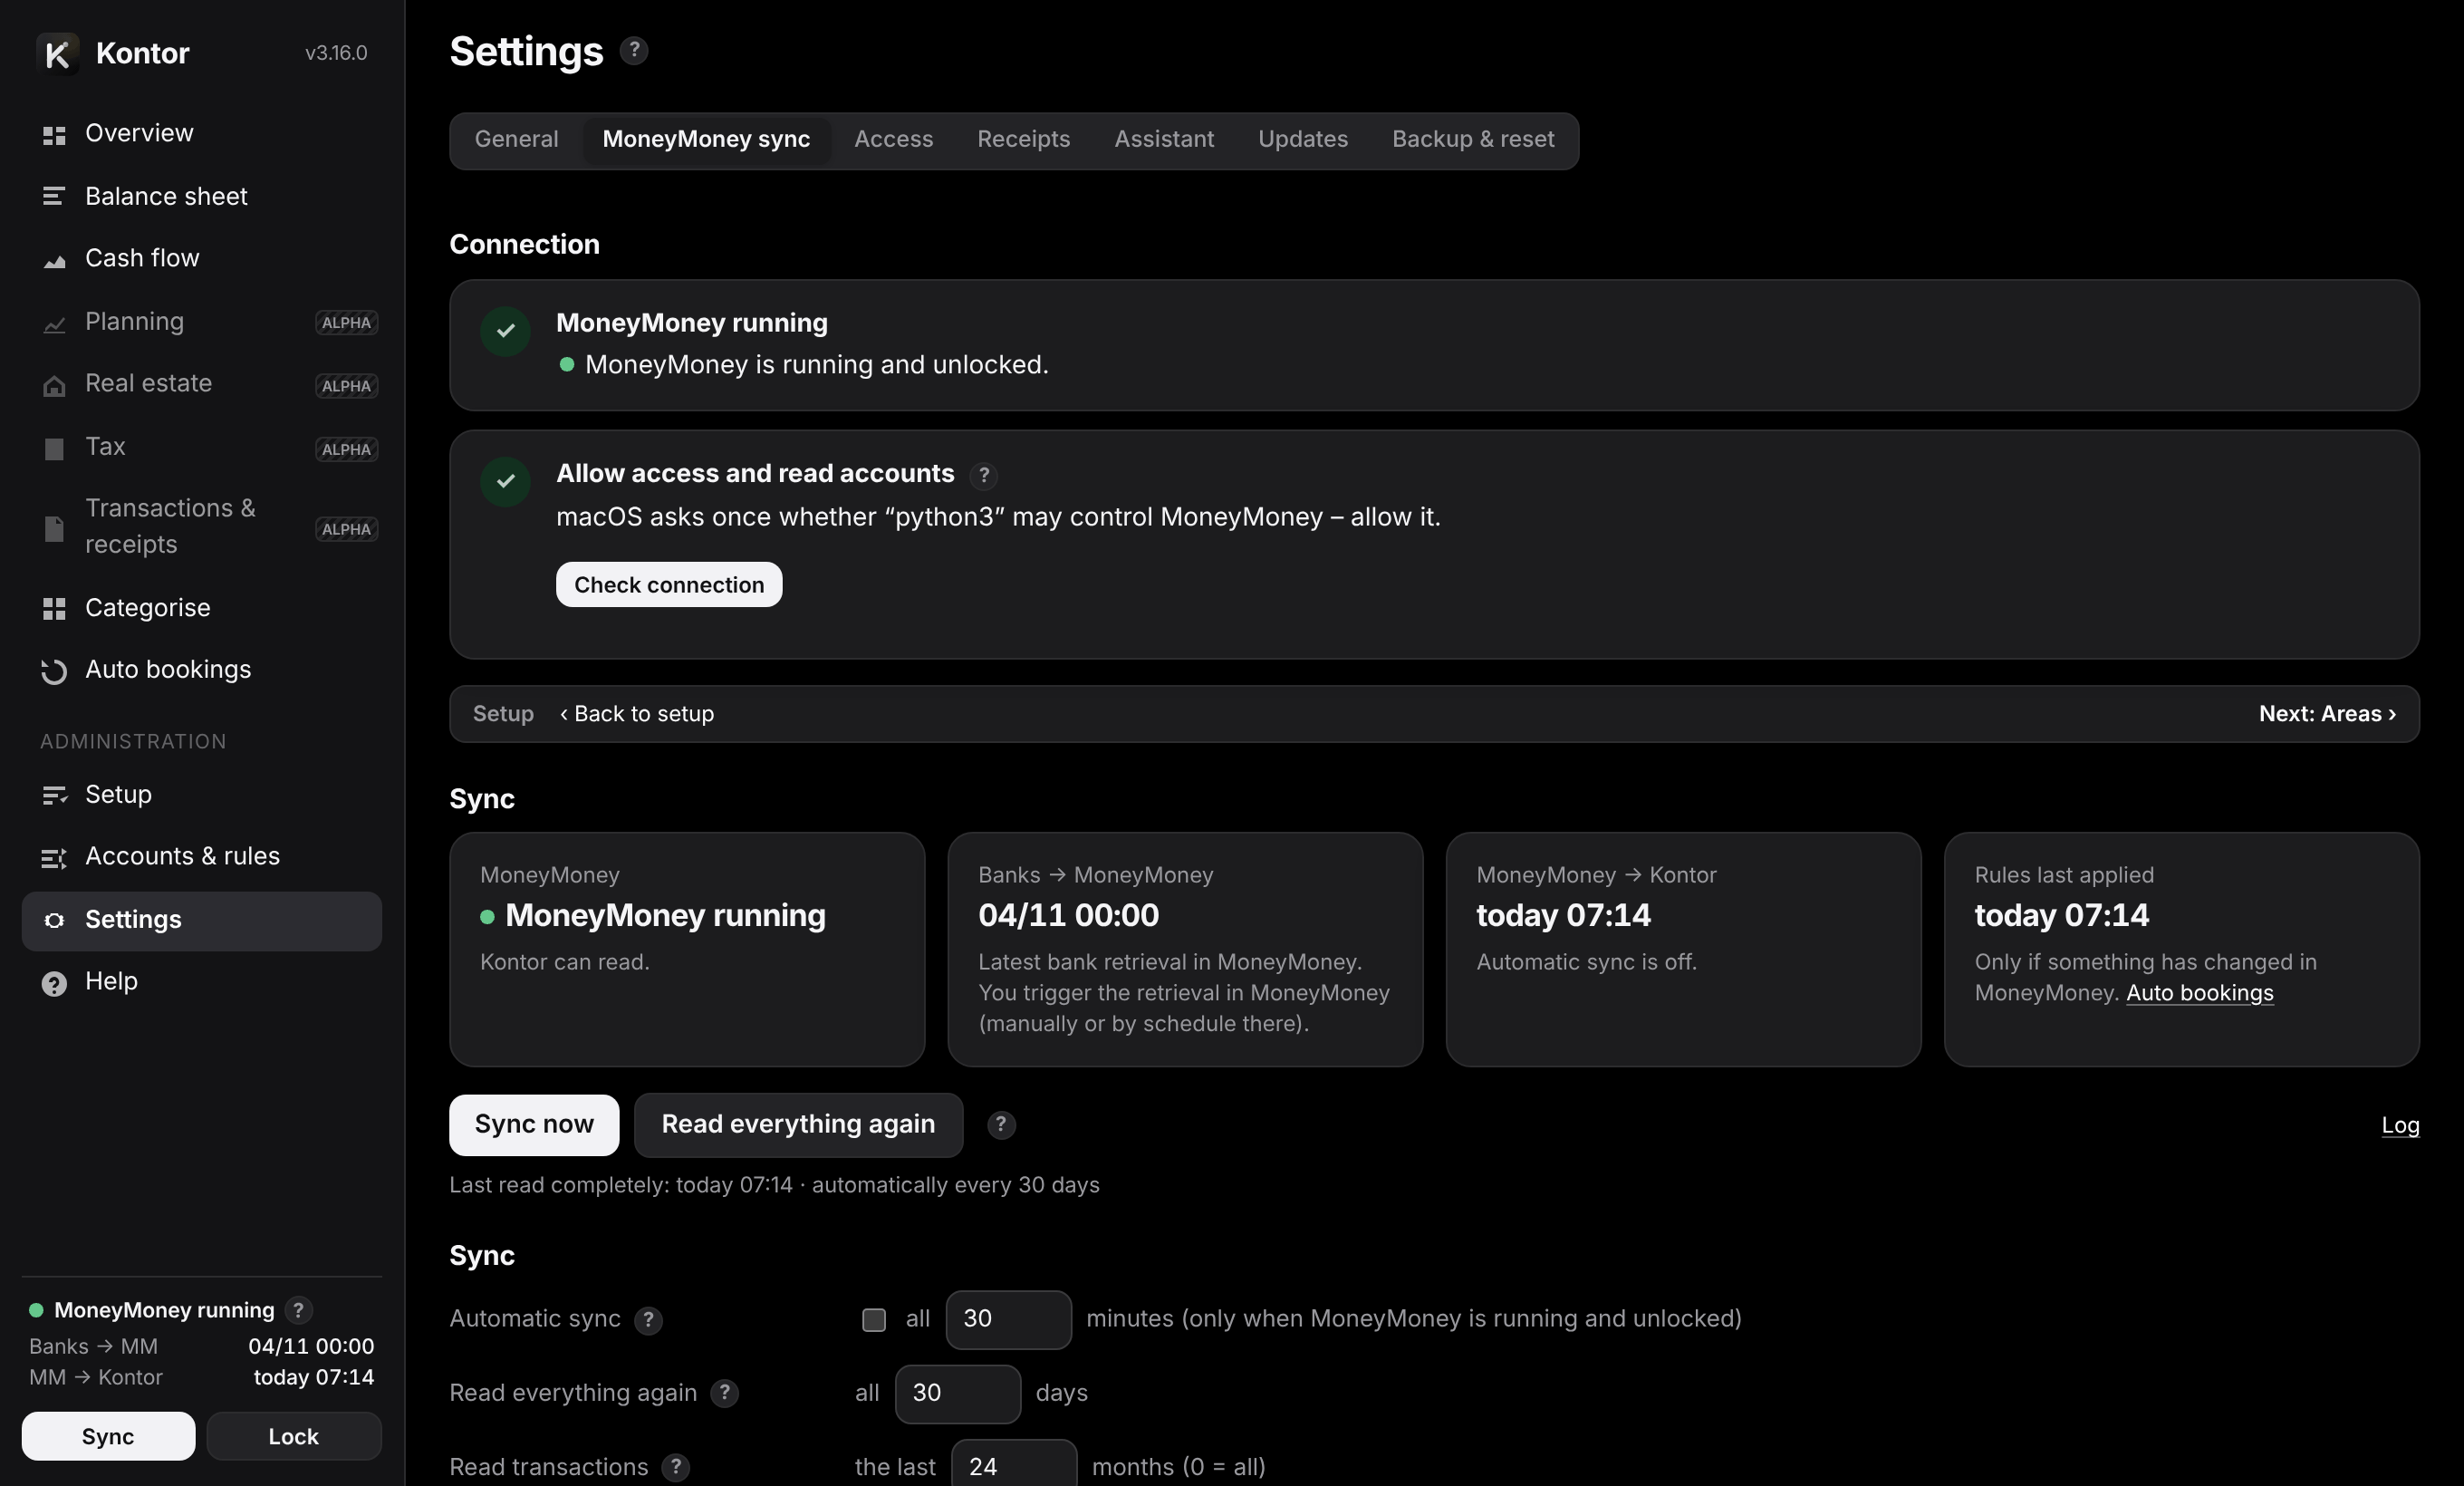 Kontor
v3.16.0
Overview
Balance sheet
Cash flow
Planning
ALPHA
Real estate
ALPHA
Tax
ALPHA
Transactions &
receipts
ALPHA
Categorise
Auto bookings
ADMINISTRATION
Setup
Accounts & rules
Settings
Help
MoneyMoney running ?
Banks → MM 04/11 00:00
MM → Kontor today 07:14
Sync Lock
Settings ?
General MoneyMoney sync Access Receipts Assistant Updates Backup & reset
Connection
MoneyMoney running
MoneyMoney is running and unlocked.
Allow access and read accounts ?
macOS asks once whether “python3” may control MoneyMoney – allow it.
Check connection
Setup ‹ Back to setup Next: Areas ›
Sync
MoneyMoney
MoneyMoney running
Kontor can read.
Banks → MoneyMoney
04/11 00:00
Latest bank retrieval in MoneyMoney.
You trigger the retrieval in MoneyMoney
(manually or by schedule there).
MoneyMoney → Kontor
today 07:14
Automatic sync is off.
Rules last applied
today 07:14
Only if something has changed in
MoneyMoney. Auto bookings
Sync now Read everything again ? Log
Last read completely: today 07:14 · automatically every 30 days
Sync
Automatic sync ? all 30 minutes (only when MoneyMoney is running and unlocked)
Read everything again ? all 30 days
Read transactions ? the last 24 months (0 = all)